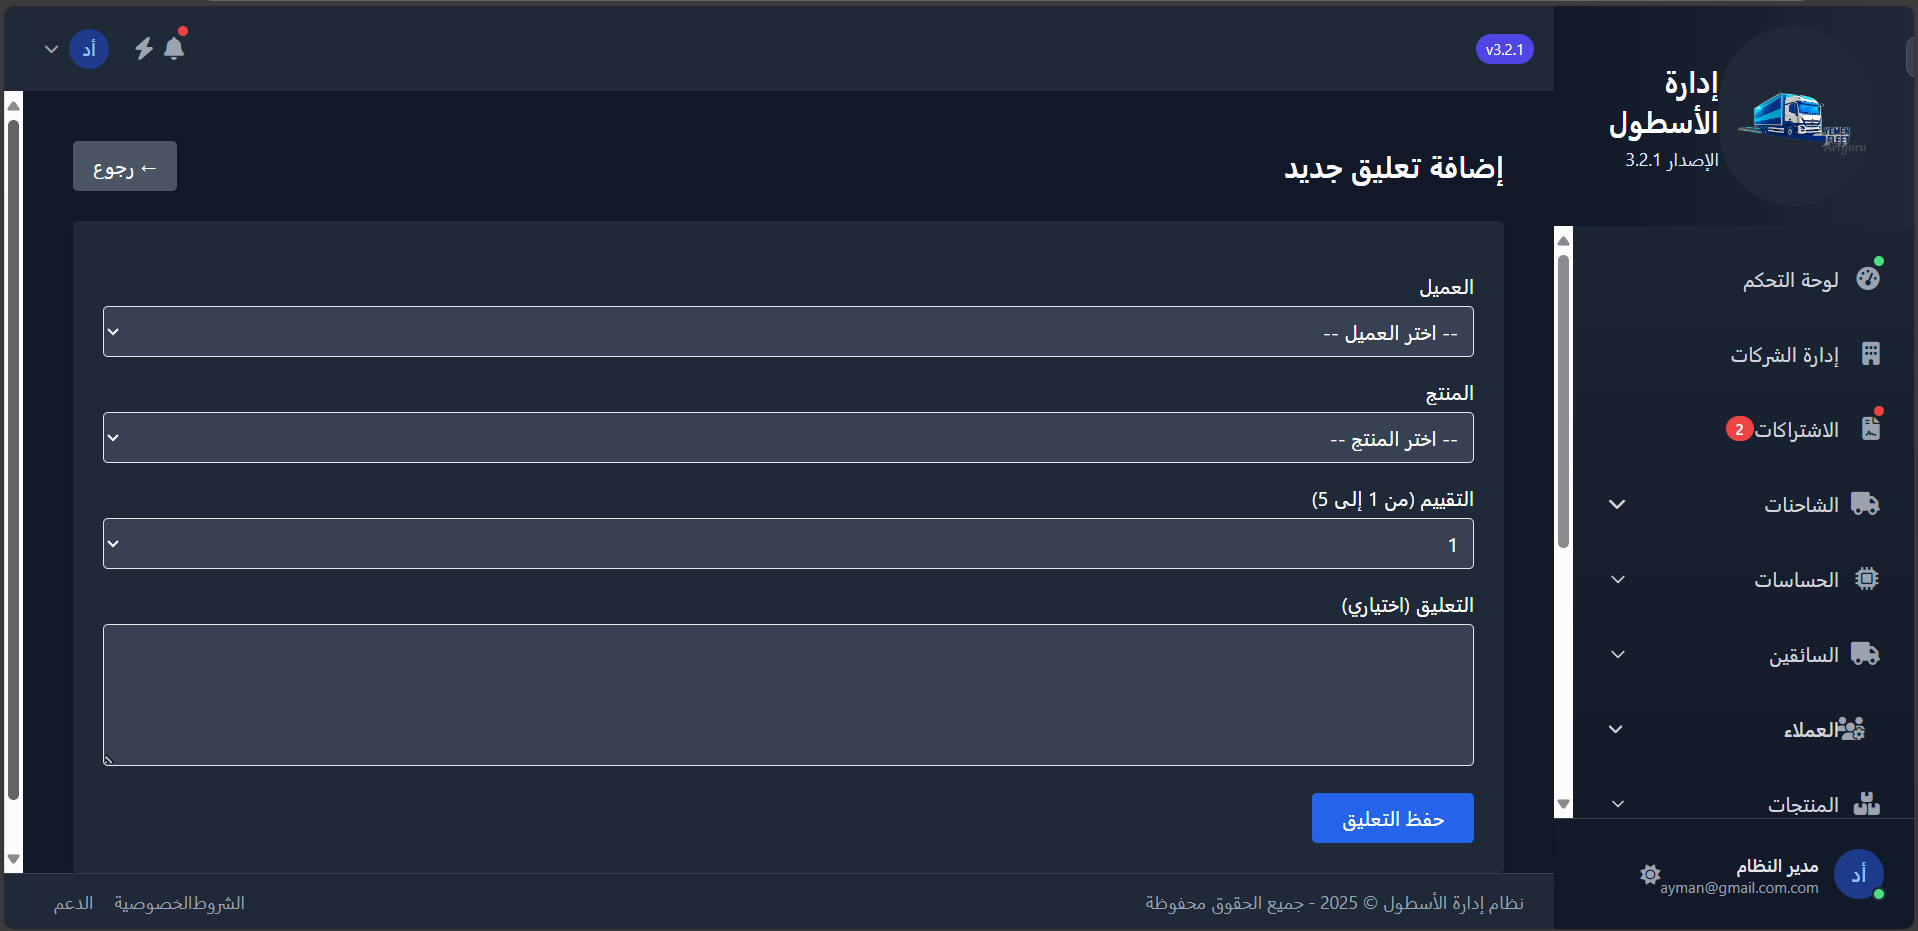 إدارة
الأسطول
الإصدار 3.2.1
YEMEN
FLEET
Artguru
v3.2.1
أد
إضافة تعليق جديد
← رجوع
العميل
-- اختر العميل --
المنتج
-- اختر المنتج --
التقييم (من 1 إلى 5)
1
التعليق (اختياري)
حفظ التعليق
لوحة التحكم
إدارة الشركات
الاشتراكات 2
الشاحنات
الحساسات
السائقين
العملاء
المنتجات
أد
مدير النظام
ayman@gmail.com.com
نظام إدارة الأسطول © 2025 - جميع الحقوق محفوظة
الشروطالخصوصية الدعم